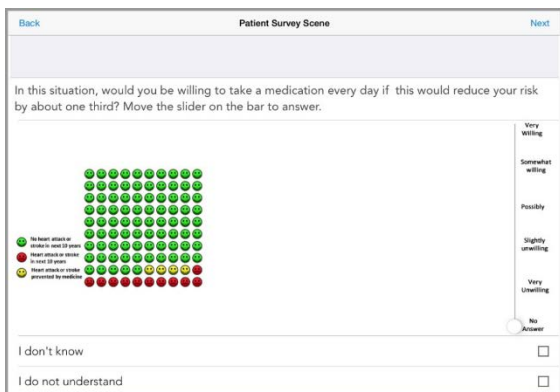 Back
Patient Survey Scene
Next
In this situation, would you be willing to take a medication every day if this would reduce your risk
by about one third? Move the slider on the bar to answer.
Very
Willing
Somewhat
willing
Possibly
Slightly
unwilling
Very
Unwilling
No
Answer
No heart attack or
stroke in next 10 years
Heart attack or stroke
in next 10 years
Heart attack or stroke
prevented by medicine
I don't know
I do not understand